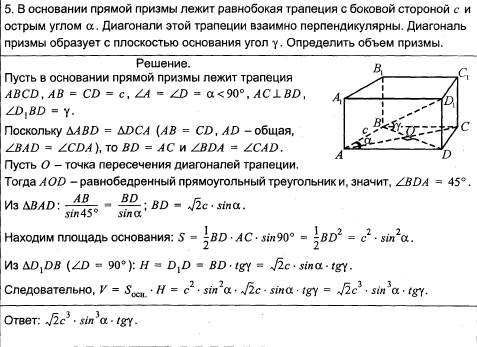 5. В основании прямой призмы лежит равнобокая трапеция с боковой стороной c и
острым углом α. Диагонали этой трапеции взаимно перпендикулярны. Диагональ
призмы образует с плоскостью основания угол γ. Определить объем призмы.
Решение.
Пусть в основании прямой призмы лежит трапеция
ABCD, AB = CD = c, ∠A = ∠D = α < 90°, AC ⊥ BD,
∠D₁BD = γ.
Поскольку ΔABD = ΔDCA (AB = CD, AD – общая,
∠BAD = ∠CDA), то BD = AC и ∠BDA = ∠CAD.
Пусть O – точка пересечения диагоналей трапеции.
Тогда AOD – равнобедренный прямоугольный треугольник и, значит, ∠BDA = 45°.
Из ΔBAD: AB/sin45° = BD/sinα; BD = √2c · sinα.
Находим площадь основания: S = 1/2 BD · AC · sin90° = 1/2 BD² = c² · sin²α.
Из ΔD₁DB (∠D = 90°): H = D₁D = BD · tgγ = √2c · sinα · tgγ.
Следовательно, V = Sосн. · H = c² · sin²α · √2c · sinα · tgγ = √2c³ · sin³α · tgγ.
Ответ: √2c³ · sin³α · tgγ.
B₁
C₁
A₁
D₁
B
γ
C
c
α
O
A
D